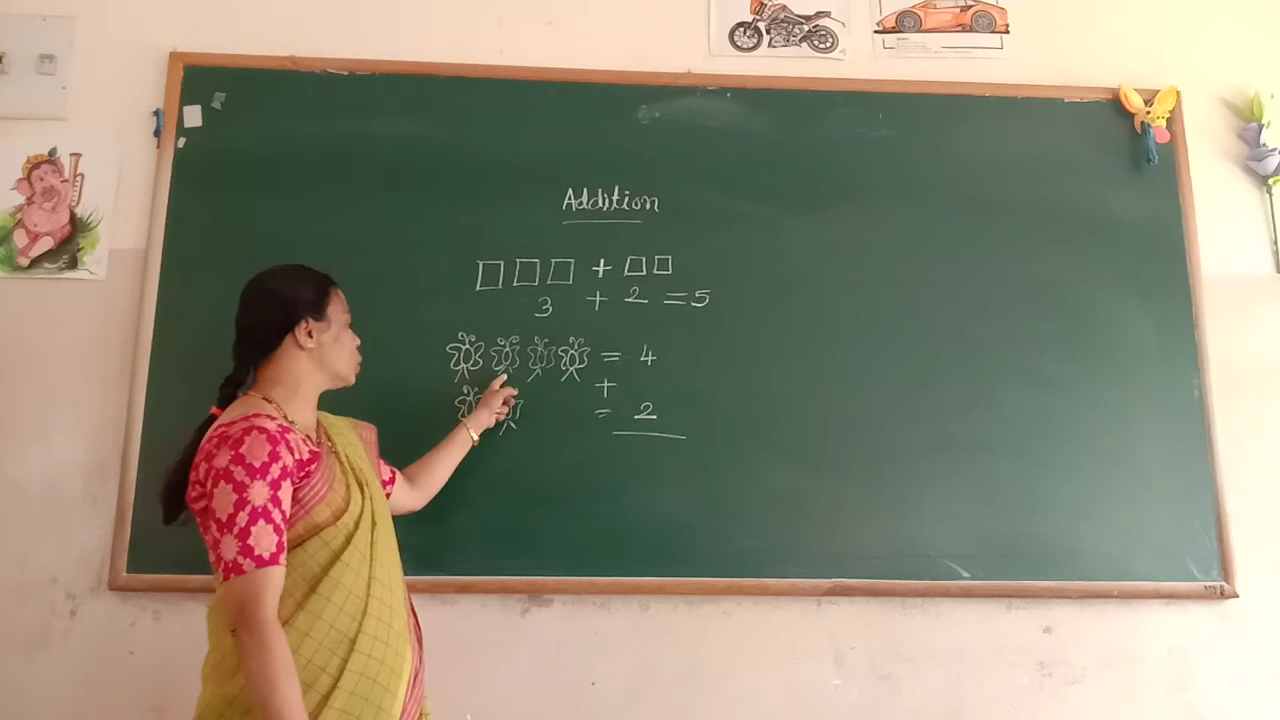 Addition
+
3 + 2 = 5
= 4
+
= 2